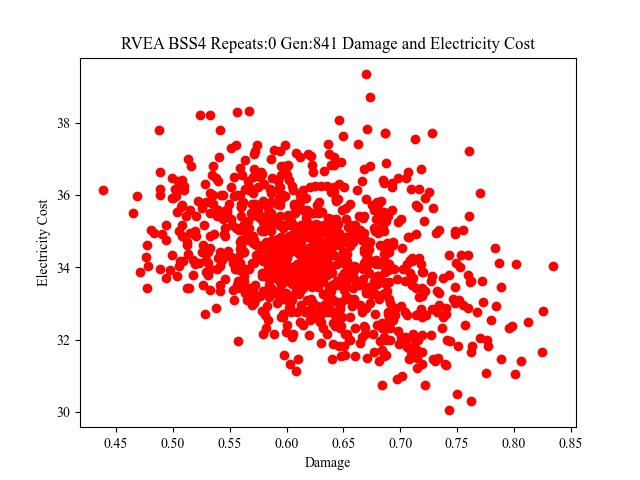 RVEA BSS4 Repeats:0 Gen:841 Damage and Electricity Cost
38
36
34
32
30
Electricity Cost
0.45 0.50 0.55 0.60 0.65 0.70 0.75 0.80 0.85
Damage